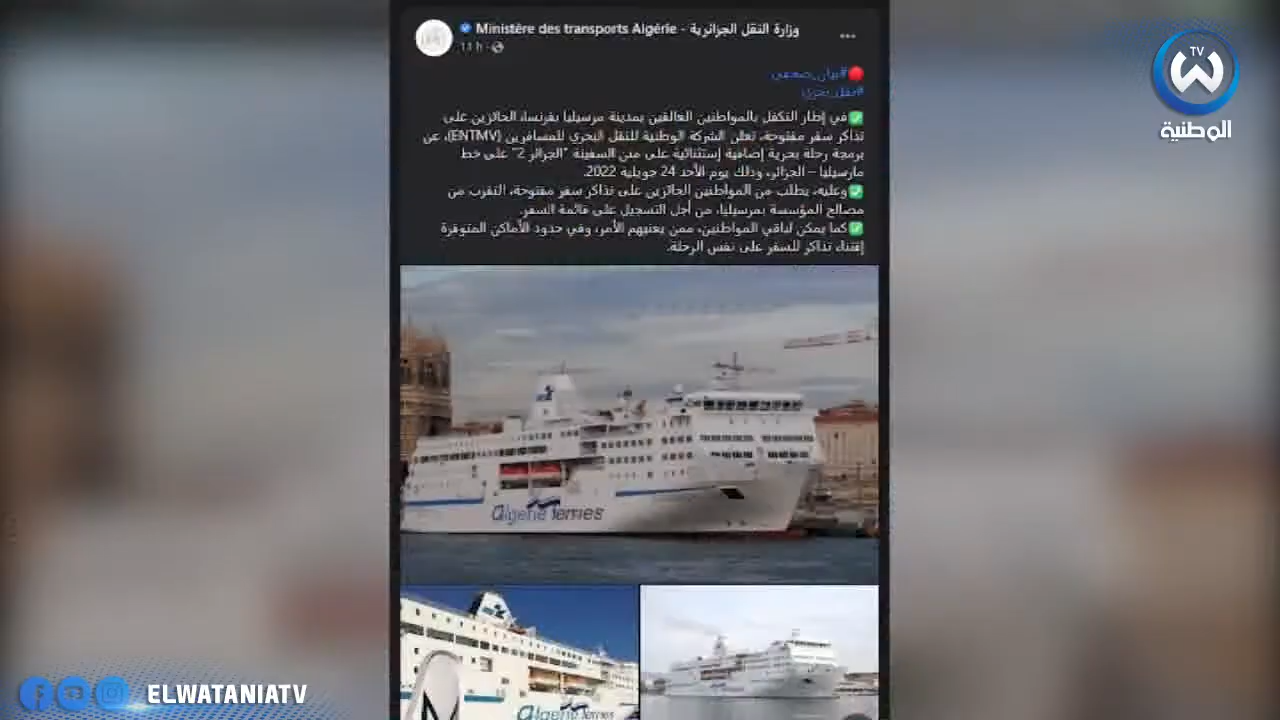 Ministère des transports Algérie - وزارة النقل الجزائرية
11 h
#بيان_صحفي
#نقل_بحري
في إطار التكفل بالمواطنين العالقين بمدينة مرسيليا بفرنسا، الحائزين على
تذاكر سفر مفتوحة، تعلن الشركة الوطنية للنقل البحري للمسافرين (ENTMV)، عن
برمجة رحلة بحرية إضافية إستثنائية على متن السفينة "الجزائر 2" على خط
مارسيليا – الجزائر، وذلك يوم الأحد 24 جويلية 2022.
وعليه، يطلب من المواطنين الحائزين على تذاكر سفر مفتوحة، التقرب من
مصالح المؤسسة بمرسيليا، من أجل التسجيل على قائمة السفر.
كما يمكن لباقي المواطنين، ممن يعنيهم الأمر، وفي حدود الأماكن المتوفرة
إقتناء تذاكر للسفر على نفس الرحلة.
TV
الوطنية
algérie ferries
algérie ferries
ELWATANIATV